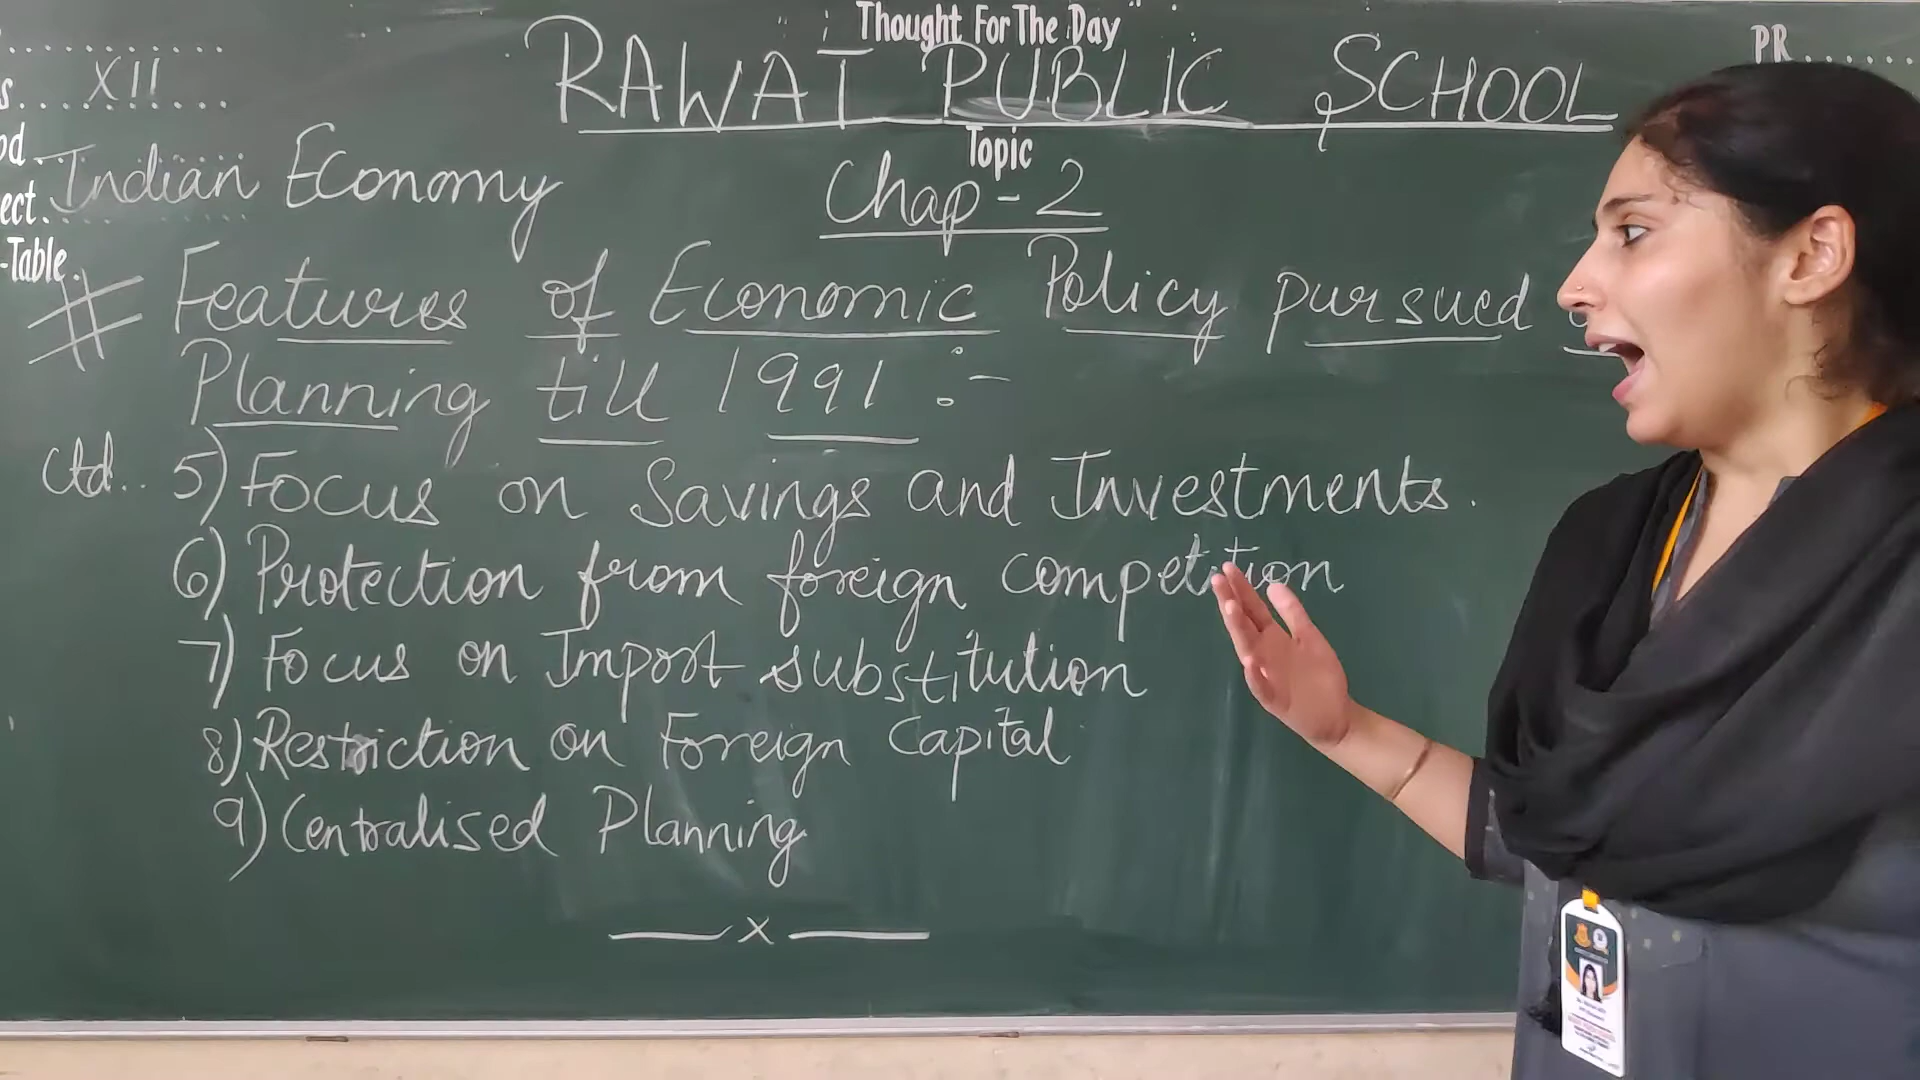 " Thought For The Day "
PR.......
s.... XII ....
RAWAT PUBLIC SCHOOL
od....
Topic
ect. Indian Economy
Chap-2
-Table.
# Features of Economic Policy pursued
Planning till 1991 :-
Ctd.. 5) Focus on Savings and Investments.
6) Protection from foreign competition
7) Focus on Import substitution
8) Restriction on Foreign Capital
9) Centralised Planning
— x —